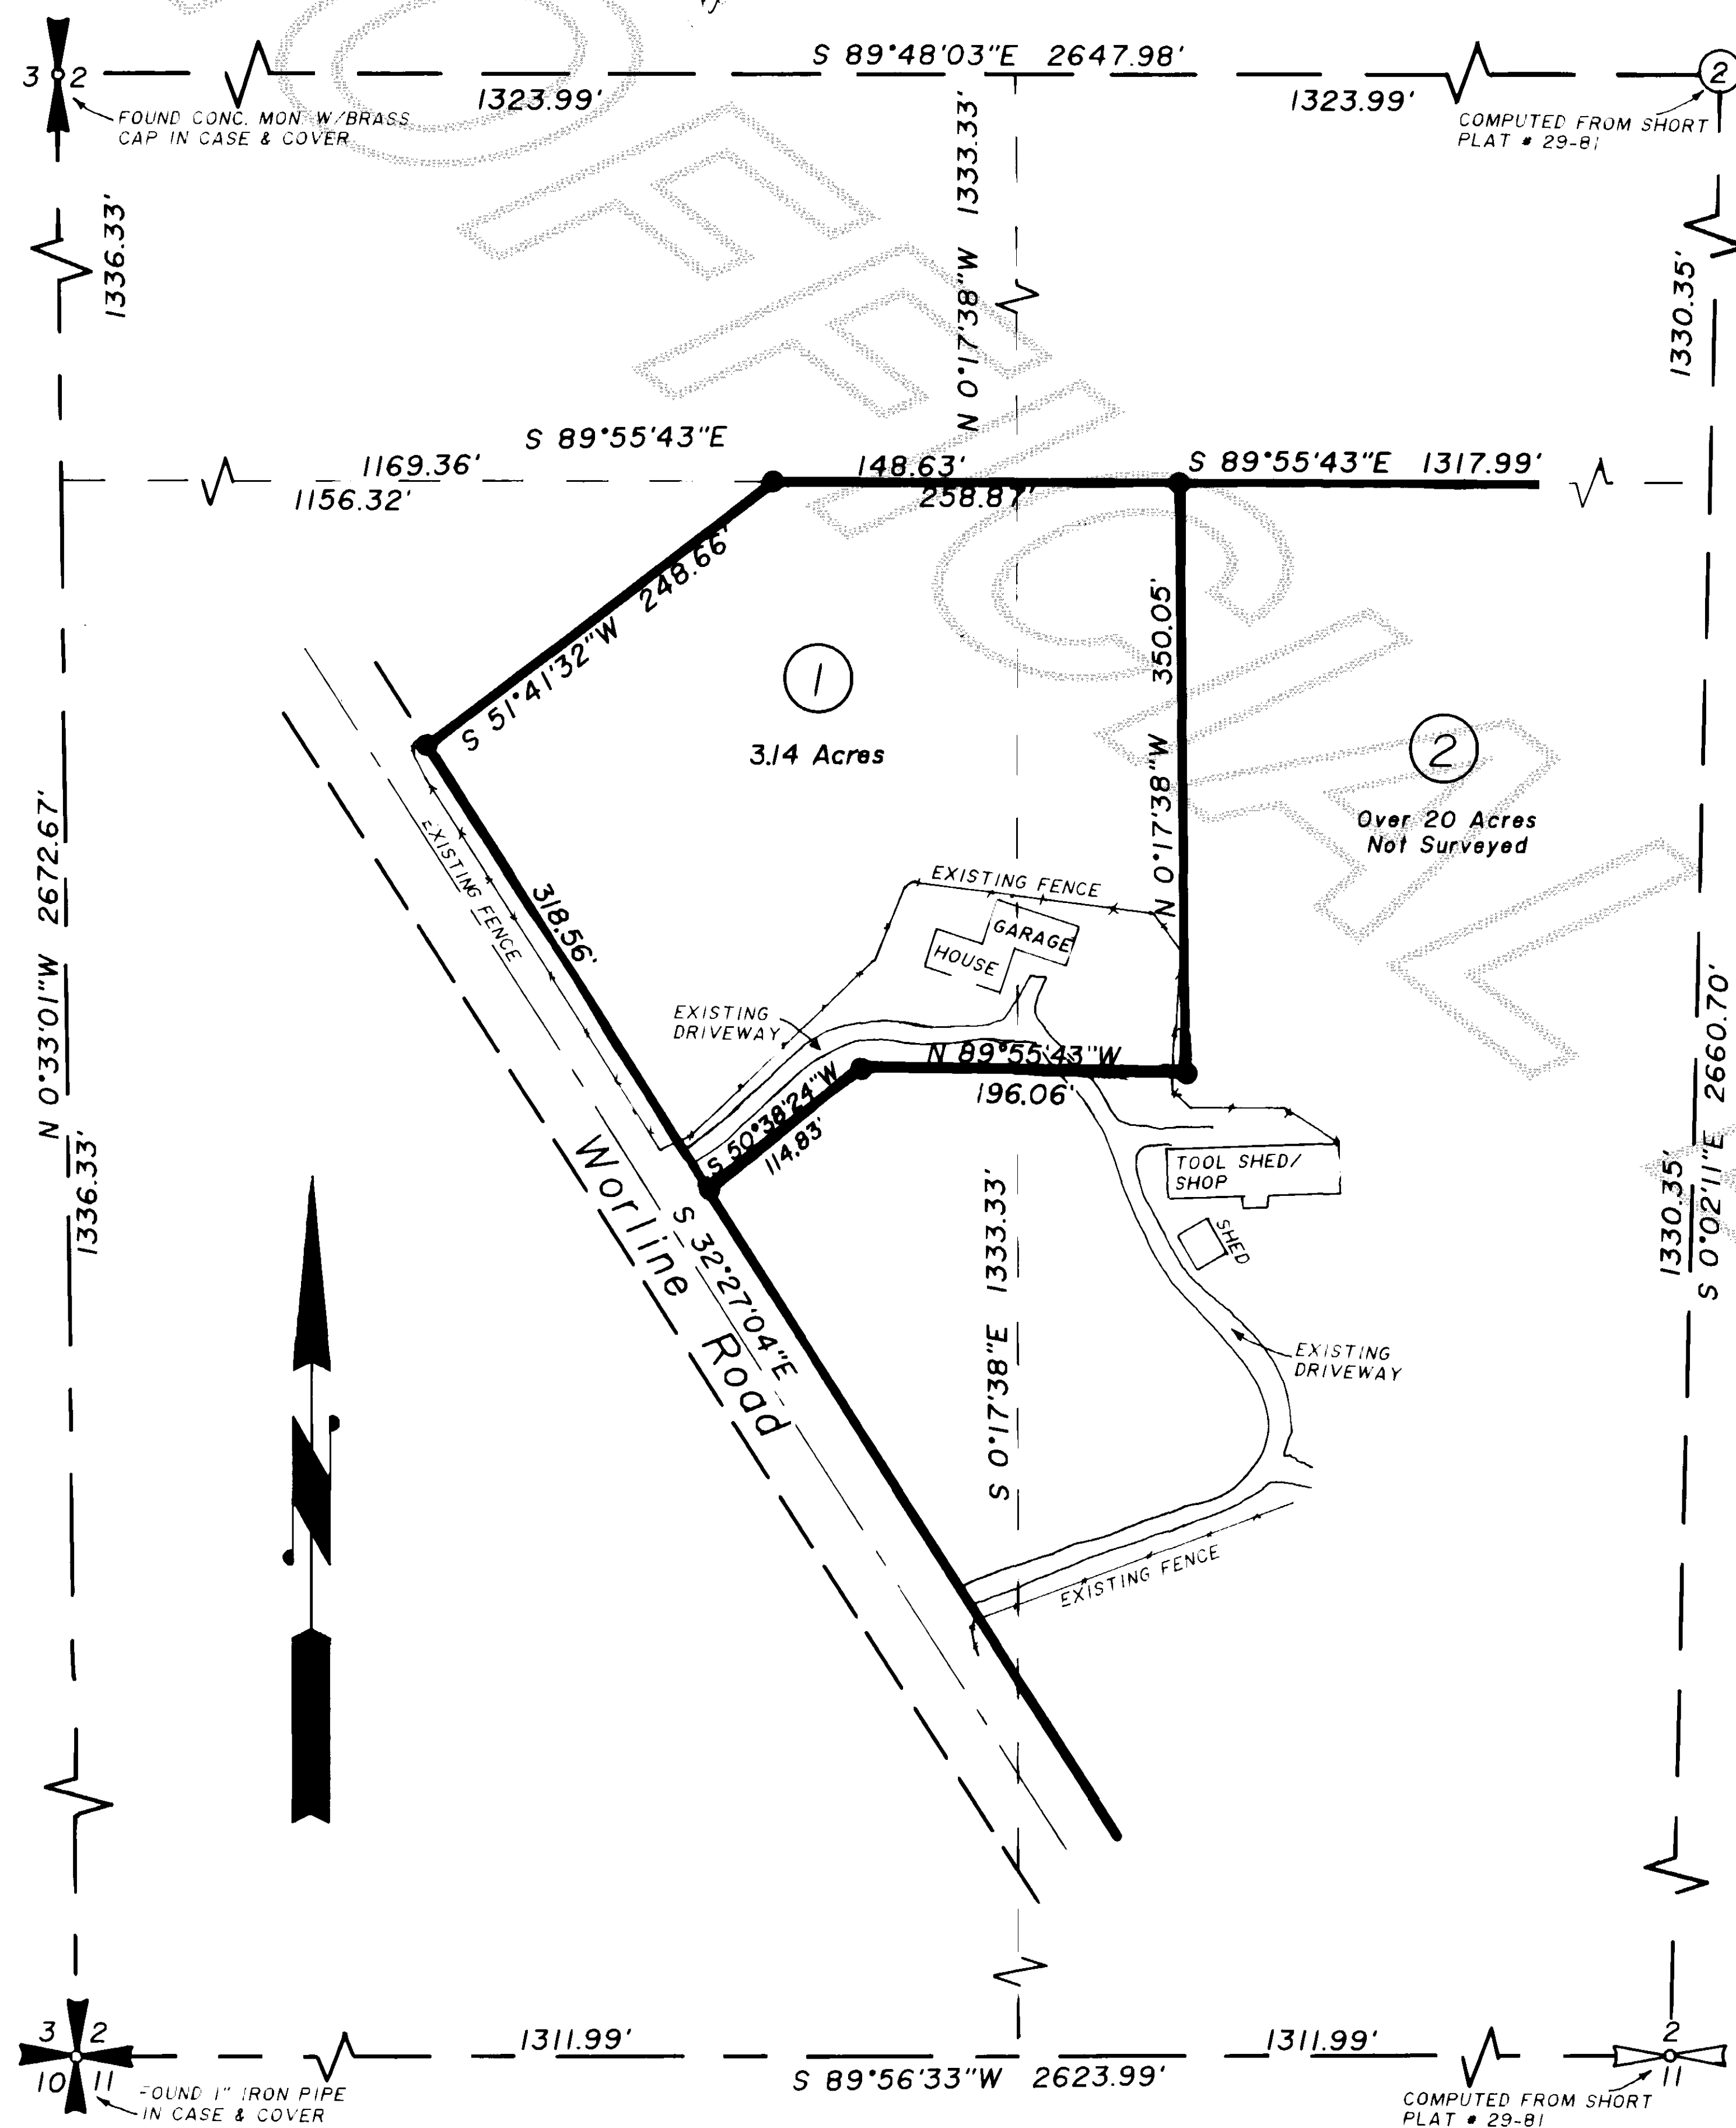 S 89°48'03"E 2647.98'
3 2
2
1323.99'
1323.99'
FOUND CONC. MON. W/BRASS
CAP IN CASE & COVER
COMPUTED FROM SHORT
PLAT # 29-81
1336.33'
N 0°17'38"W 1333.33'
1330.35'
S 89°55'43"E
1169.36'
1156.32'
148.63'
258.87'
S 89°55'43"E 1317.99'
S 51°41'32"W 248.66'
1
3.14 Acres
N 0°17'38"W 350.05'
2
Over 20 Acres
Not Surveyed
N 0°33'01"W 2672.67'
EXISTING FENCE
318.56'
EXISTING FENCE
GARAGE
HOUSE
EXISTING
DRIVEWAY
N 89°55'43"W
196.06'
S 50°38'24"W
114.83'
S 0°02'11"E 2660.70'
1336.33'
Worline Road
S 32°27'04"E
S 0°17'38"E 1333.33'
TOOL SHED/
SHOP
SHED
1330.35'
EXISTING
DRIVEWAY
EXISTING FENCE
3 2
10 11
1311.99'
1311.99'
2
11
S 89°56'33"W 2623.99'
FOUND 1" IRON PIPE
IN CASE & COVER
COMPUTED FROM SHORT
PLAT # 29-81
N
OFFICIAL